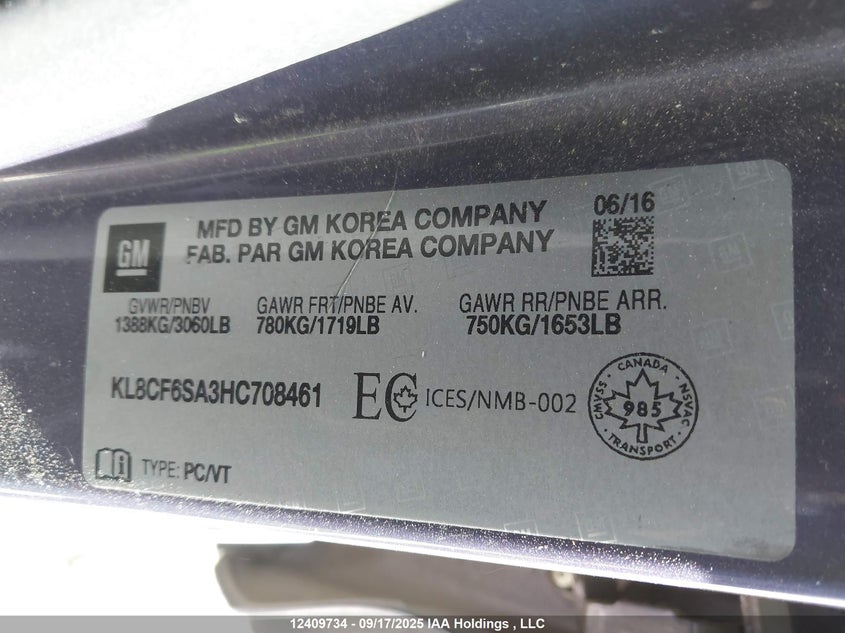 GM
MFD BY GM KOREA COMPANY
FAB. PAR GM KOREA COMPANY
06/16
GVWR/PNBV
1388KG/3060LB
GAWR FRT/PNBE AV.
780KG/1719LB
GAWR RR/PNBE ARR.
750KG/1653LB
KL8CF6SA3HC708461
EC ICES/NMB-002
CANADA
CMVSS
NSVAC
985
TRANSPORT
TYPE: PC/VT
12409734 - 09/17/2025 IAA Holdings , LLC